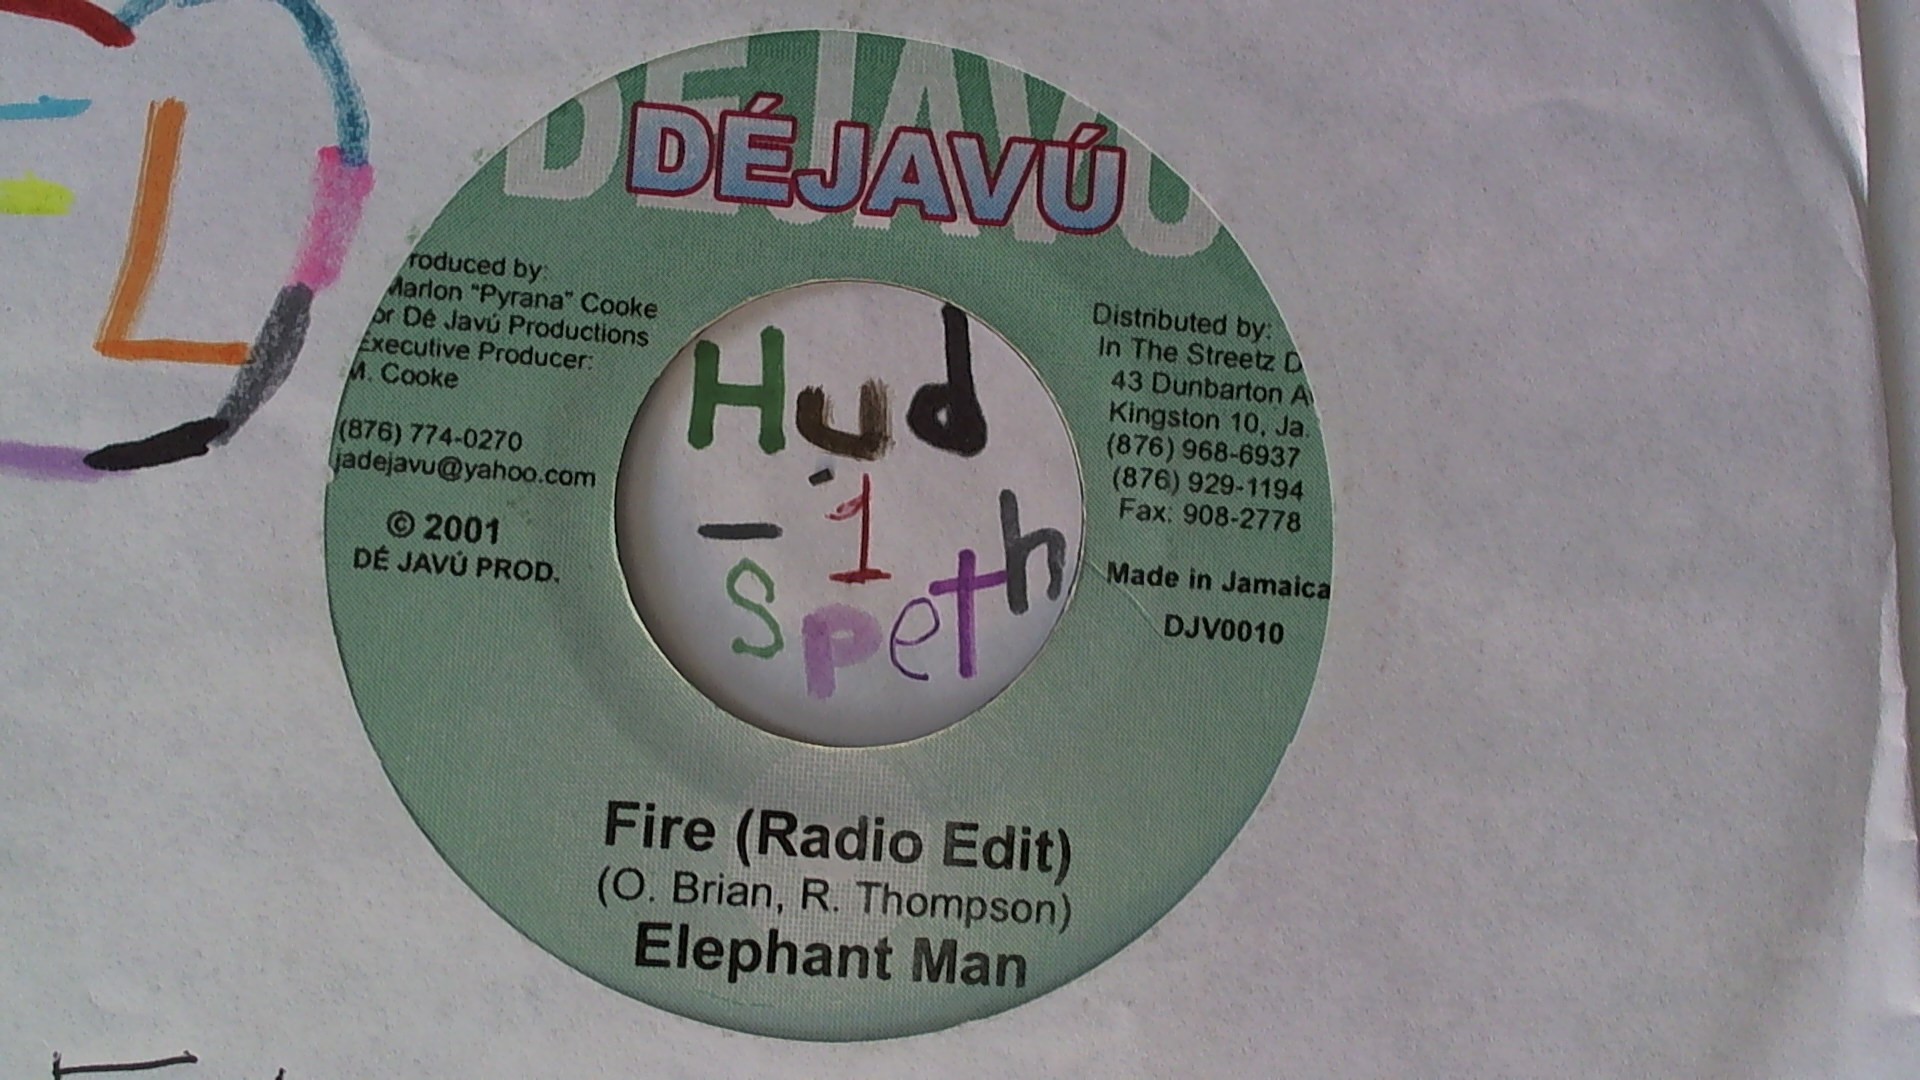 DÉJAVÚ
DÉJAVÚ
roduced by:
Marlon "Pyrana" Cooke
or Dé Javú Productions
Executive Producer:
M. Cooke
(876) 774-0270
jadejavu@yahoo.com
© 2001
DÉ JAVÚ PROD.
Distributed by:
In The Streetz D
43 Dunbarton A
Kingston 10, Ja.
(876) 968-6937
(876) 929-1194
Fax: 908-2778
Made in Jamaica
DJV0010
Hud
- 1
Speth
Fire (Radio Edit)
(O. Brian, R. Thompson)
Elephant Man
L